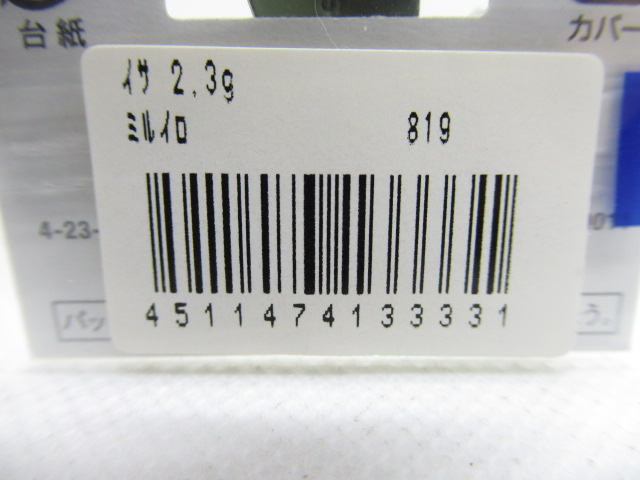 台紙
カバー
ｲｻ 2.3g
ﾐﾙｲﾛ 819
4-23-
4511474133331
パッ
う。